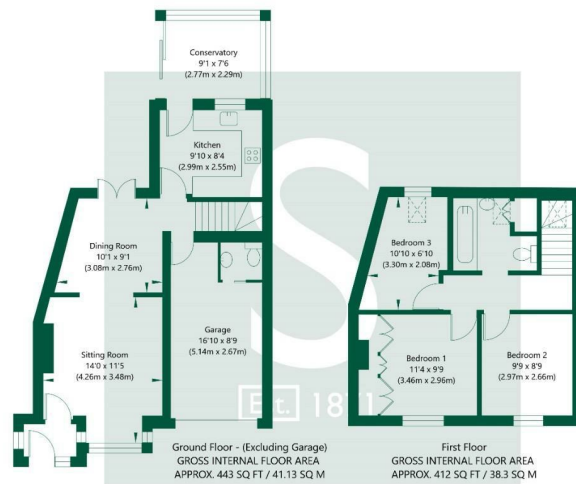 Conservatory
9'1 x 7'6
(2.77m x 2.29m)
Kitchen
9'10 x 8'4
(2.99m x 2.55m)
Dining Room
10'1 x 9'1
(3.08m x 2.76m)
Sitting Room
14'0 x 11'5
(4.26m x 3.48m)
Garage
16'10 x 8'9
(5.14m x 2.67m)
Bedroom 3
10'10 x 6'10
(3.30m x 2.08m)
Bedroom 1
11'4 x 9'9
(3.46m x 2.96m)
Bedroom 2
9'9 x 8'9
(2.97m x 2.66m)
S
Est. 1871
Ground Floor - (Excluding Garage)
GROSS INTERNAL FLOOR AREA
APPROX. 443 SQ FT / 41.13 SQ M
First Floor
GROSS INTERNAL FLOOR AREA
APPROX. 412 SQ FT / 38.3 SQ M